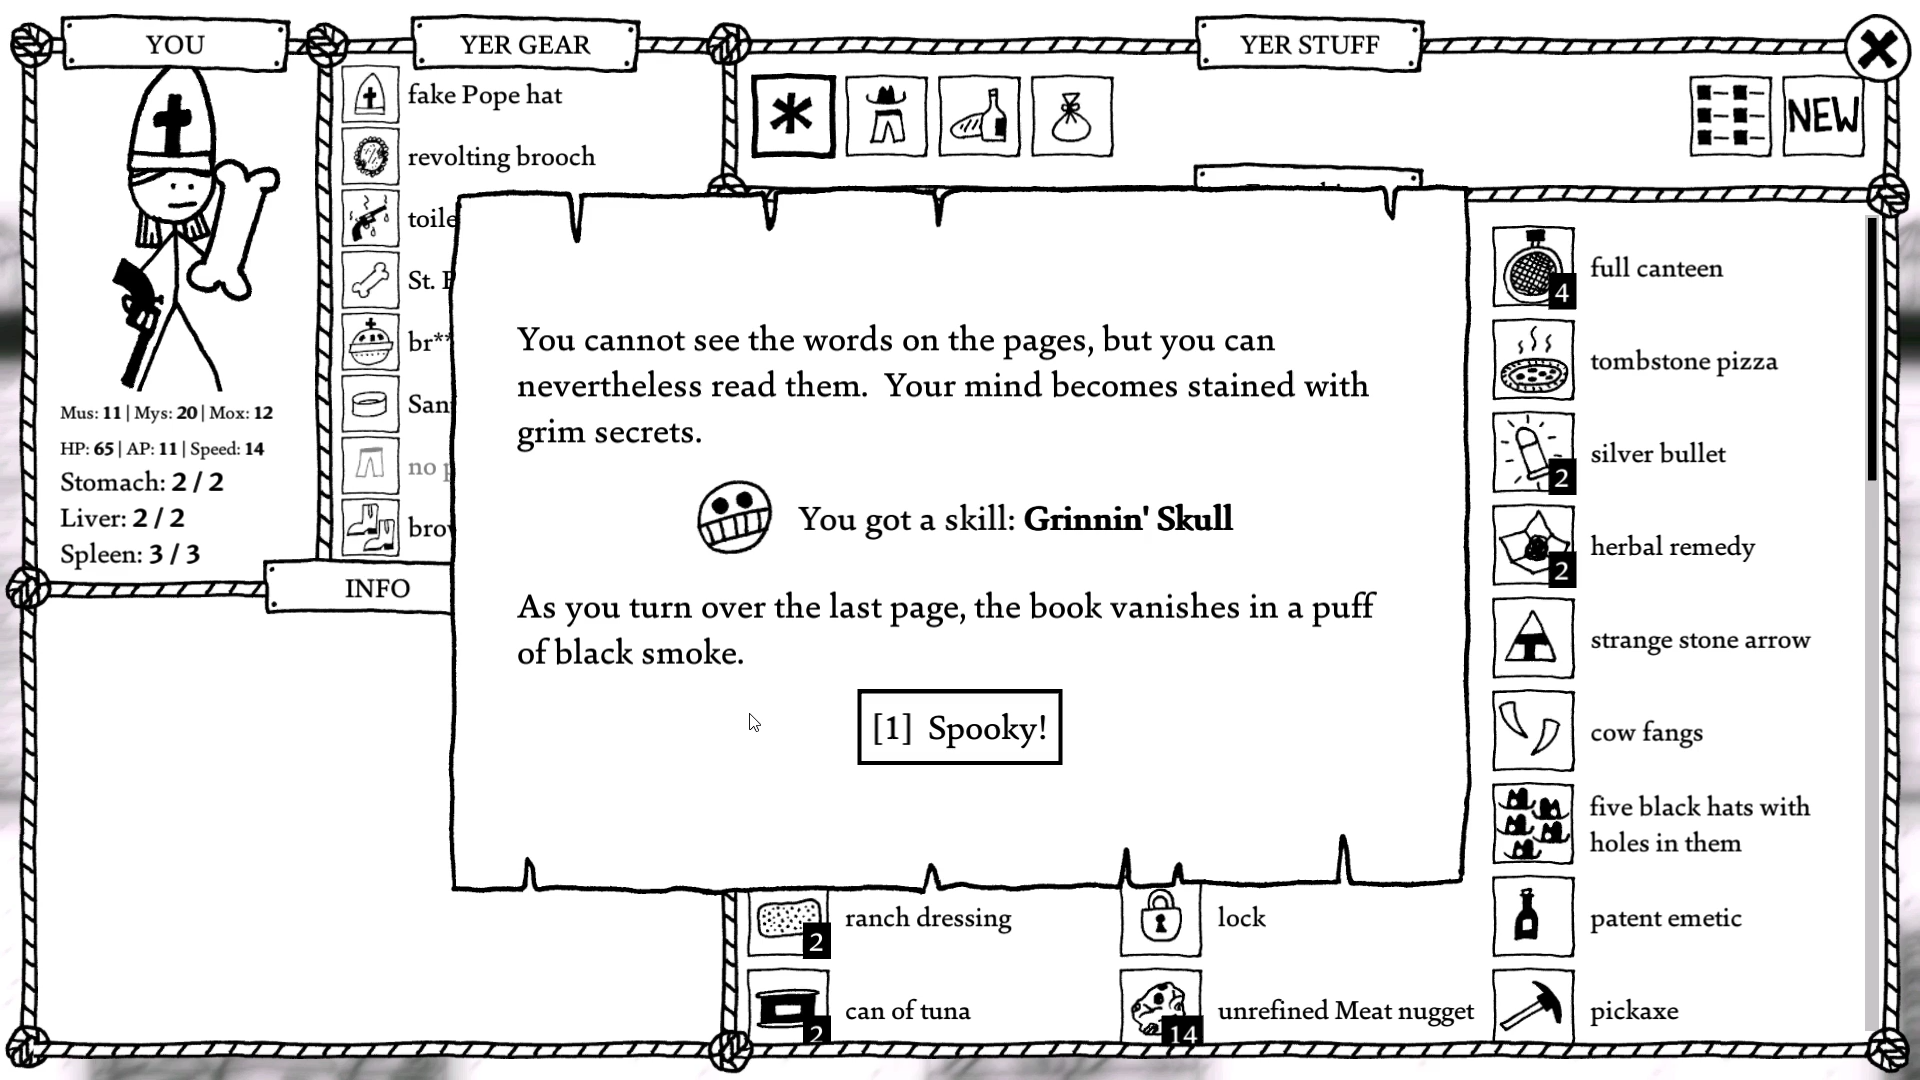 YOU
YER GEAR
YER STUFF
fake Pope hat
revolting brooch
NEW
Mus: 11 | Mys: 20 | Mox: 12
HP: 65 | AP: 11 | Speed: 14
Stomach: 2 / 2
Liver: 2 / 2
Spleen: 3 / 3
St.
br**
no
INFO
You cannot see the words on the pages, but you can
nevertheless read them. Your mind becomes stained with
grim secrets.
You got a skill: Grinnin' Skull
As you turn over the last page, the book vanishes in a puff
of black smoke.
[1] Spooky!
4
full canteen
tombstone pizza
2
silver bullet
2
herbal remedy
strange stone arrow
cow fangs
five black hats with
holes in them
patent emetic
pickaxe
2
ranch dressing
lock
2
can of tuna
14
unrefined Meat nugget